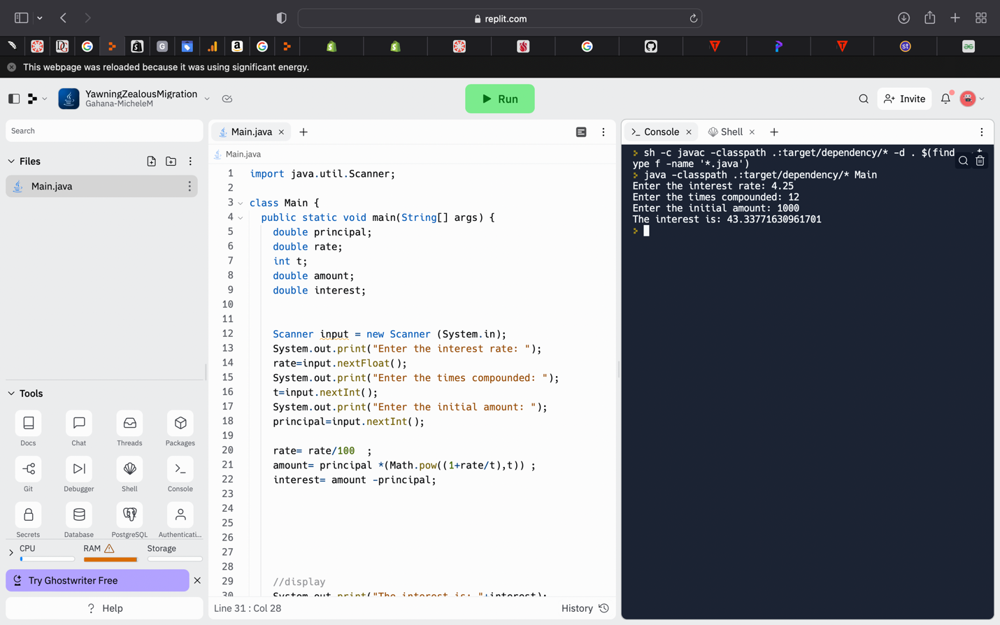 replit.com
This webpage was reloaded because it was using significant energy.
YawningZealousMigration
Gahana-MicheleM
Run
Invite
Search
Files
Main.java
Tools
Docs
Chat
Threads
Packages
Git
Debugger
Shell
Console
Secrets
Database
PostgreSQL
Authenticati...
CPU
RAM
Storage
Try Ghostwriter Free
? Help
Main.java
Main.java
1 import java.util.Scanner;
2
3 class Main {
4 public static void main(String[] args) {
5 double principal;
6 double rate;
7 int t;
8 double amount;
9 double interest;
10
11
12 Scanner input = new Scanner (System.in);
13 System.out.print("Enter the interest rate: ");
14 rate=input.nextFloat();
15 System.out.print("Enter the times compounded: ");
16 t=input.nextInt();
17 System.out.print("Enter the initial amount: ");
18 principal=input.nextInt();
19
20 rate= rate/100  ;
21 amount= principal *(Math.pow((1+rate/t),t)) ;
22 interest= amount -principal;
23
24
25
26
27
28
29 //display
30 System.out.print("The interest is: "+interest);
Line 31 : Col 28
History
Console
Shell
sh -c javac -classpath .:target/dependency/* -d . $(find
ype f -name '*.java')
java -classpath .:target/dependency/* Main
Enter the interest rate: 4.25
Enter the times compounded: 12
Enter the initial amount: 1000
The interest is: 43.33771630961701